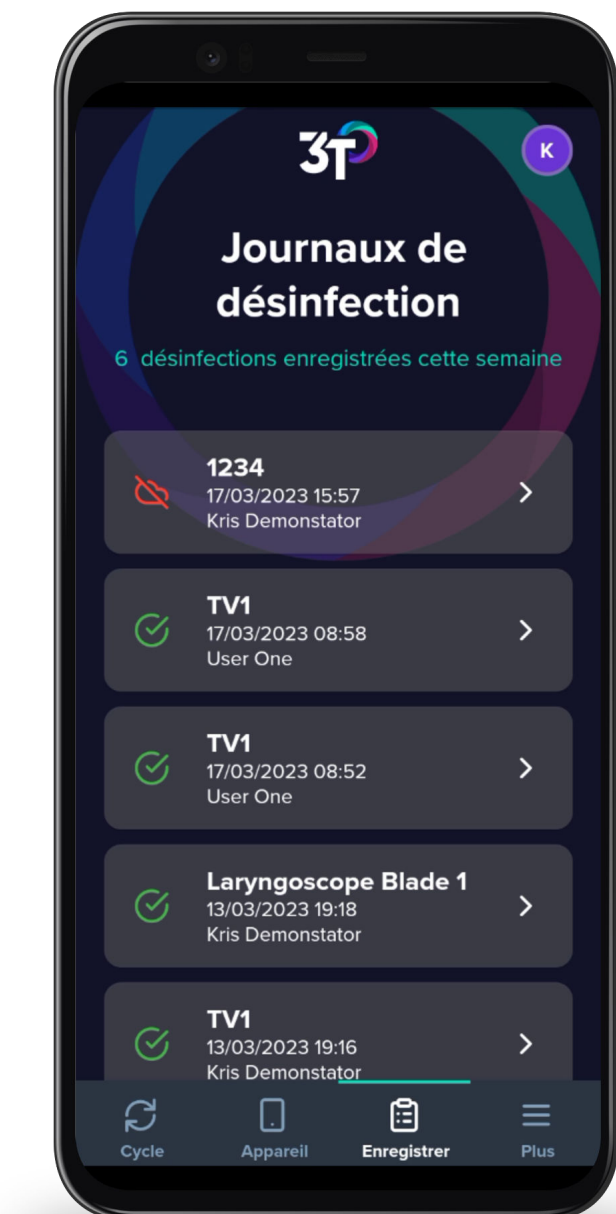 3T
K
Journaux de
désinfection
6 désinfections enregistrées cette semaine
1234
17/03/2023 15:57
Kris Demonstator
TV1
17/03/2023 08:58
User One
TV1
17/03/2023 08:52
User One
Laryngoscope Blade 1
13/03/2023 19:18
Kris Demonstator
TV1
13/03/2023 19:16
Kris Demonstator
Cycle Appareil Enregistrer Plus